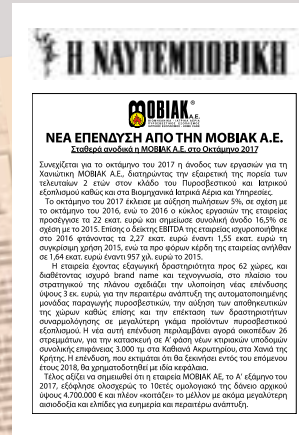 Η ΝΑΥΤΕΜΠΟΡΙΚΗ
MOBIAK A.E.
ΝΕΑ ΕΠΕΝΔΥΣΗ ΑΠΟ ΤΗΝ ΜΟΒΙΑΚ Α.Ε.
Σταθερά ανοδικά η ΜΟΒΙΑΚ Α.Ε. στο Οκτάμηνο 2017
Συνεχίζεται για το οκτάμηνο του 2017 η άνοδος των εργασιών για τη
Χανιώτικη ΜΟΒΙΑΚ Α.Ε., διατηρώντας την εξαιρετική της πορεία των
τελευταίων 2 ετών στον κλάδο του Πυροσβεστικού και Ιατρικού
εξοπλισμού καθώς και στα Βιομηχανικά Ιατρικά Αέρια και Υπηρεσίες.
Το οκτάμηνο του 2017 έκλεισε με αύξηση πωλήσεων 5%, σε σχέση με
το οκτάμηνο του 2016, ενώ το 2016 ο κύκλος εργασιών της εταιρείας
προσέγγισε τα 22 εκατ. ευρώ και σημείωσε συνολική άνοδο 16,5% σε
σχέση με το 2015. Επίσης ο δείκτης EBITDA της εταιρείας ισχυροποιήθηκε
στο 2016 φτάνοντας τα 2,27 εκατ. ευρώ έναντι 1,55 εκατ. ευρώ τη
συγκρίσιμη χρήση 2015, ενώ τα προ φόρων κέρδη της εταιρείας ανήλθαν
σε 1,64 εκατ. ευρώ έναντι 957 χιλ. ευρώ το 2015.
Η εταιρεία έχοντας εξαγωγική δραστηριότητα προς 62 χώρες, και
διαθέτοντας ισχυρό brand name και τεχνογνωσία, στο πλαίσιο του
στρατηγικού της πλάνου σχεδιάζει την υλοποίηση νέας επένδυσης
ύψους 3 εκ. ευρώ, για την περαιτέρω ανάπτυξη της αυτοματοποιημένης
μονάδας παραγωγής πυροσβεστικών, την αύξηση των αποθηκευτικών
της χώρων καθώς επίσης και την επέκταση των δραστηριοτήτων
συναρμολόγησης σε μεγαλύτερη γκάμα προϊόντων πυροσβεστικού
εξοπλισμού. Η νέα αυτή επένδυση περιλαμβάνει αγορά οικοπέδων 26
στρεμμάτων, για την κατασκευή σε Α' φάση νέων κτιριακών υποδομών
συνολικής επιφάνειας 3.000 τμ στα Καθιανά Ακρωτηρίου, στα Χανιά της
Κρήτης. Η επένδυση, που εκτιμάται ότι θα ξεκινήσει εντός του επόμενου
έτους 2018, θα χρηματοδοτηθεί με ίδια κεφάλαια.
Τέλος αξίζει να σημειωθεί ότι η εταιρεία ΜΟΒΙΑΚ ΑΕ, το Α' εξάμηνο του
2017, εξόφλησε ολοσχερώς το 10ετές ομολογιακό της δάνειο αρχικού
ύψους 4.700.000 € και πλέον «κοιτάζει» το μέλλον με ακόμα μεγαλύτερη
αισιοδοξία και ελπίδες για ευημερία και περαιτέρω ανάπτυξη.